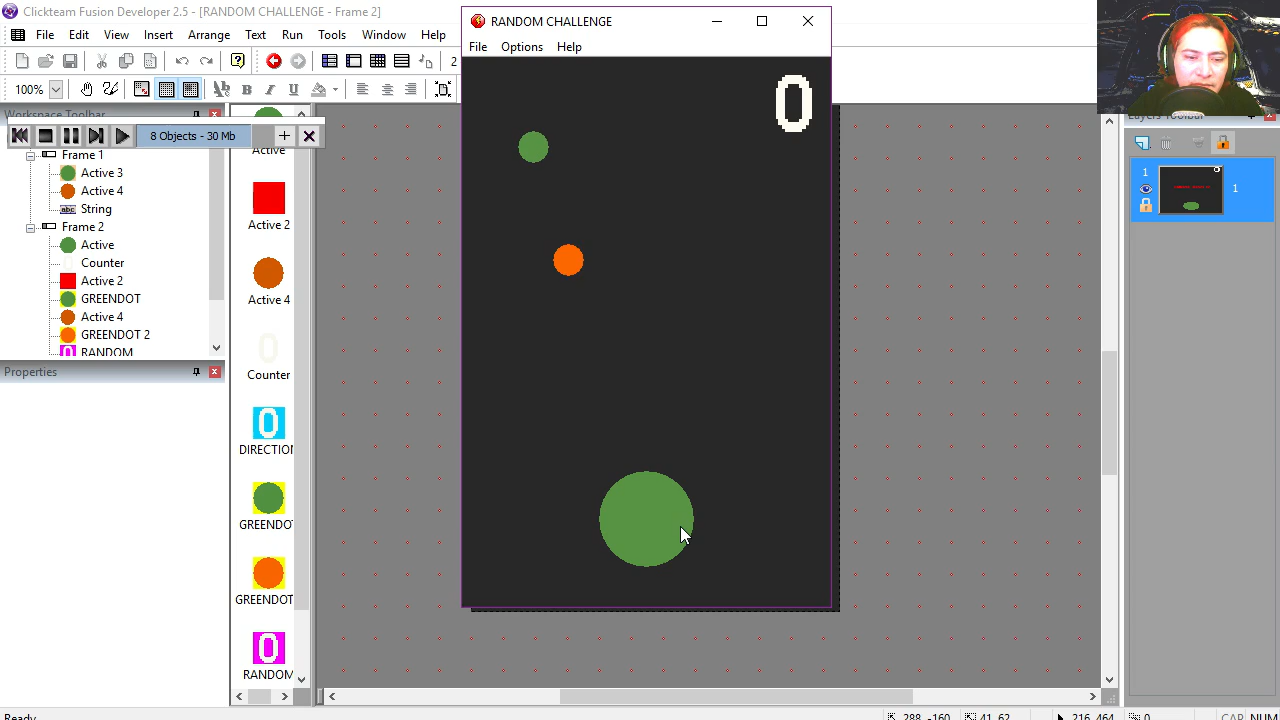 Clickteam Fusion Developer 2.5 - [RANDOM CHALLENGE - Frame 2]
File Edit View Insert Arrange Text Run Tools Window Help
100%
B I U
Workspace Toolbar
8 Objects - 30 Mb
Frame 1
Active 3
Active 4
abc String
Frame 2
Active
Counter
Active 2
GREENDOT
Active 4
GREENDOT 2
0 RANDOM
Properties
Active
Active 2
Active 4
0
Counter
0
DIRECTION
GREENDOT
GREENDOT
0
RANDOM
RANDOM CHALLENGE
File Options Help
0
Layers Toolbar
1
1
Ready
288, -160
41, 62
216, 464
0
CAP NUM